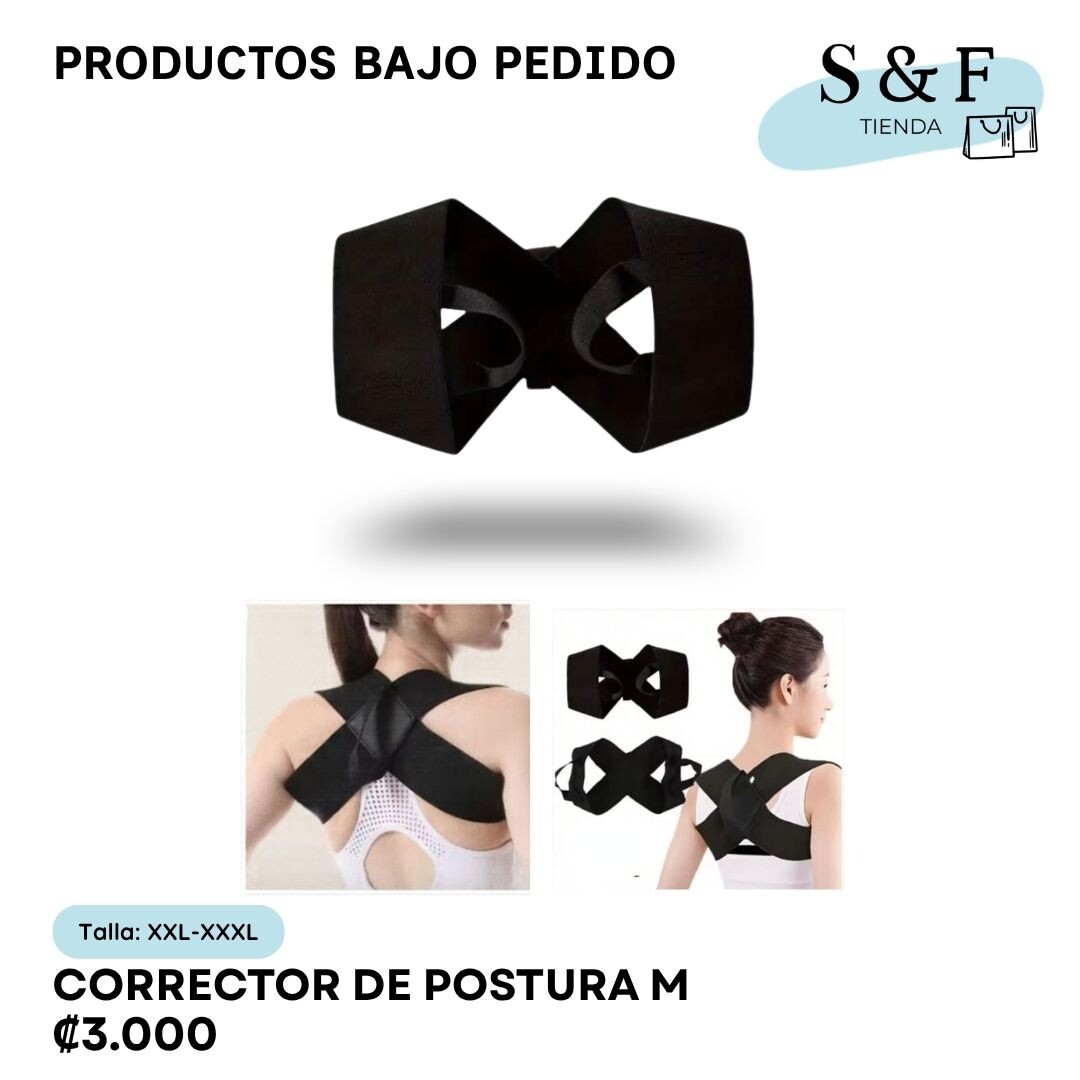 PRODUCTOS BAJO PEDIDO
S & F
TIENDA
Talla: XXL-XXXL
CORRECTOR DE POSTURA M
₡3.000